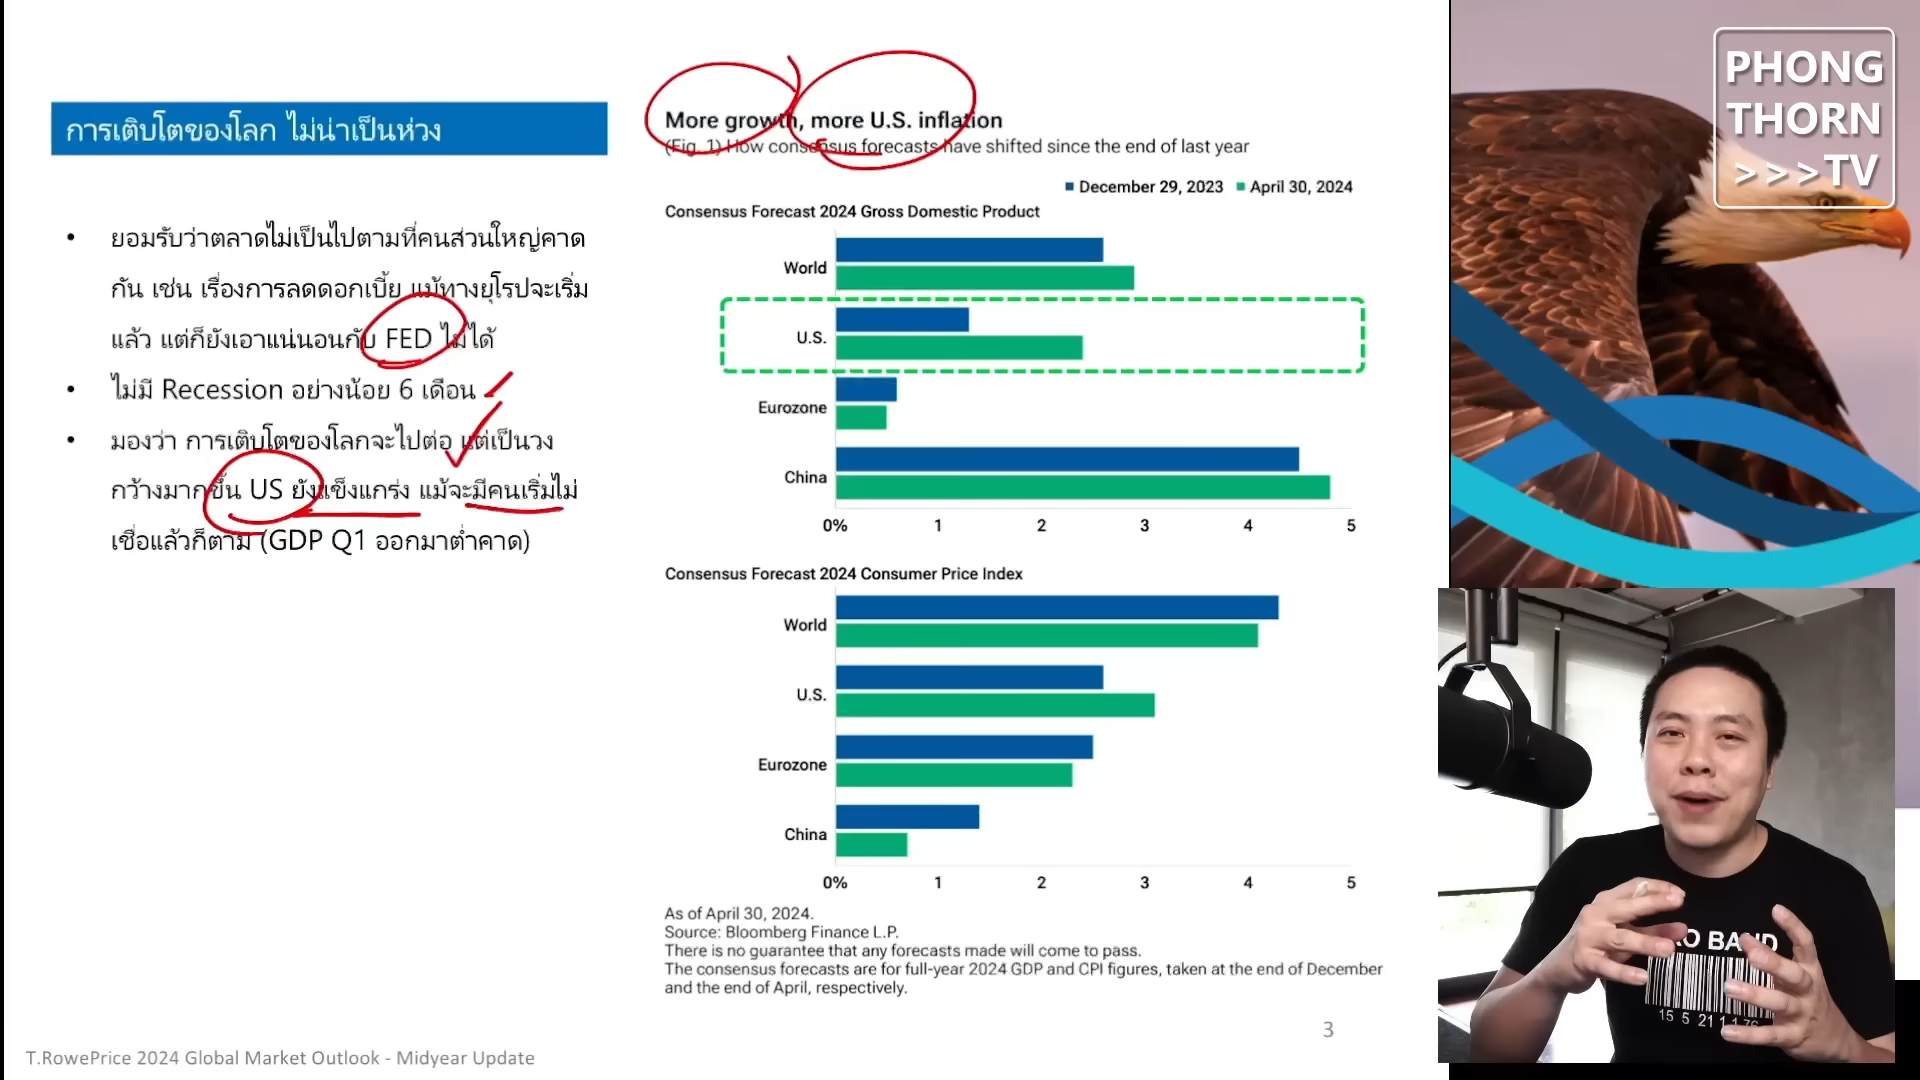 การเติบโตของโลก ไม่น่าเป็นห่วง
• ยอมรับว่าตลาดไม่เป็นไปตามที่คนส่วนใหญ่คาด
กัน เช่น เรื่องการลดดอกเบี้ย แม้ทางยุโรปจะเริ่ม
แล้ว แต่ก็ยังเอาแน่นอนกับ FED ไม่ได้
• ไม่มี Recession อย่างน้อย 6 เดือน
• มองว่า การเติบโตของโลกจะไปต่อ แต่เป็นวง
กว้างมากขึ้น US ยังแข็งแกร่ง แม้จะมีคนเริ่มไม่
เชื่อแล้วก็ตาม (GDP Q1 ออกมาต่ำคาด)
More growth, more U.S. inflation
(Fig. 1) How consensus forecasts have shifted since the end of last year
December 29, 2023 April 30, 2024
Consensus Forecast 2024 Gross Domestic Product
World
U.S.
Eurozone
China
0% 1 2 3 4 5
Consensus Forecast 2024 Consumer Price Index
World
U.S.
Eurozone
China
0% 1 2 3 4 5
As of April 30, 2024.
Source: Bloomberg Finance L.P.
There is no guarantee that any forecasts made will come to pass.
The consensus forecasts are for full-year 2024 GDP and CPI figures, taken at the end of December
and the end of April, respectively.
3
T.RowePrice 2024 Global Market Outlook - Midyear Update
PHONG
THORN
>>>TV
15 5 21